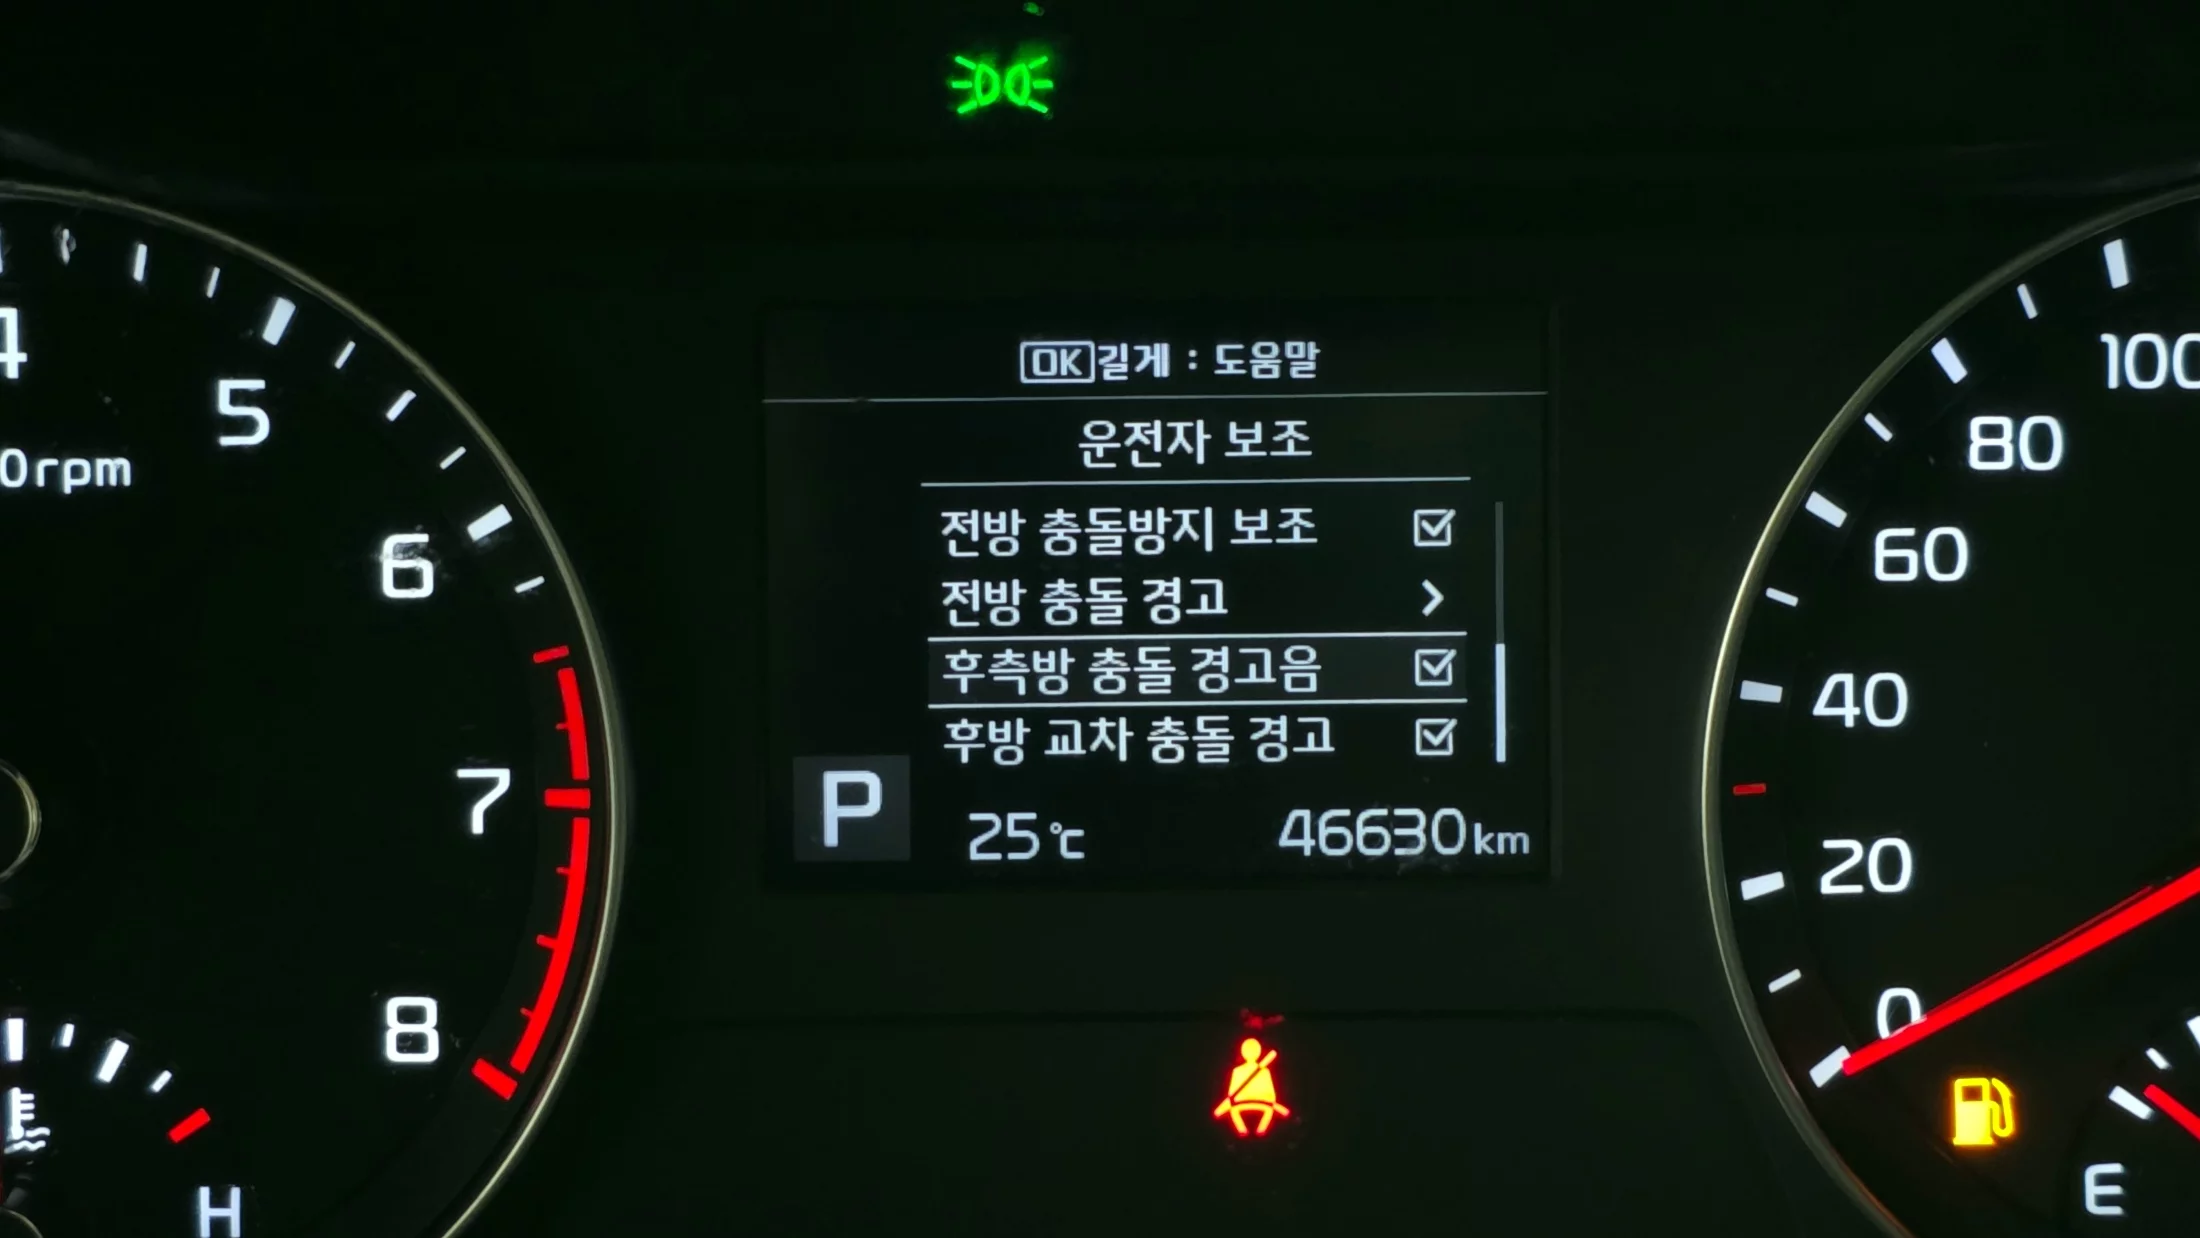 OK길게 : 도움말
운전자 보조
전방 충돌방지 보조
전방 충돌 경고
후측방 충돌 경고음
후방 교차 충돌 경고
P
25℃ 46630km
4
5
0rpm
6
7
8
H
100
80
60
40
20
0
E